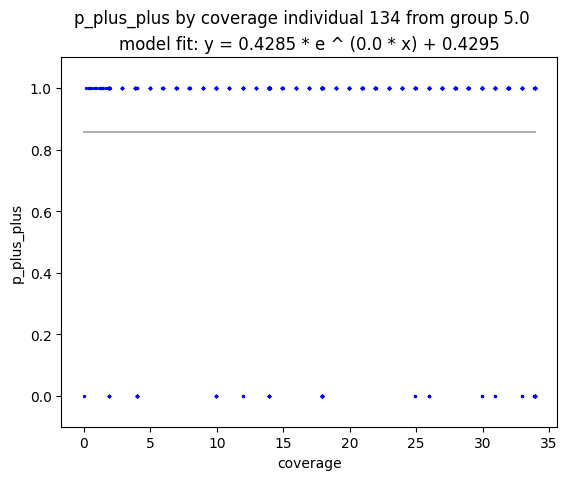 p_plus_plus by coverage individual 134 from group 5.0
model fit: y = 0.4285 * e ^ (0.0 * x) + 0.4295
1.0
0.8
0.6
0.4
0.2
0.0
p_plus_plus
0 5 10 15 20 25 30 35
coverage